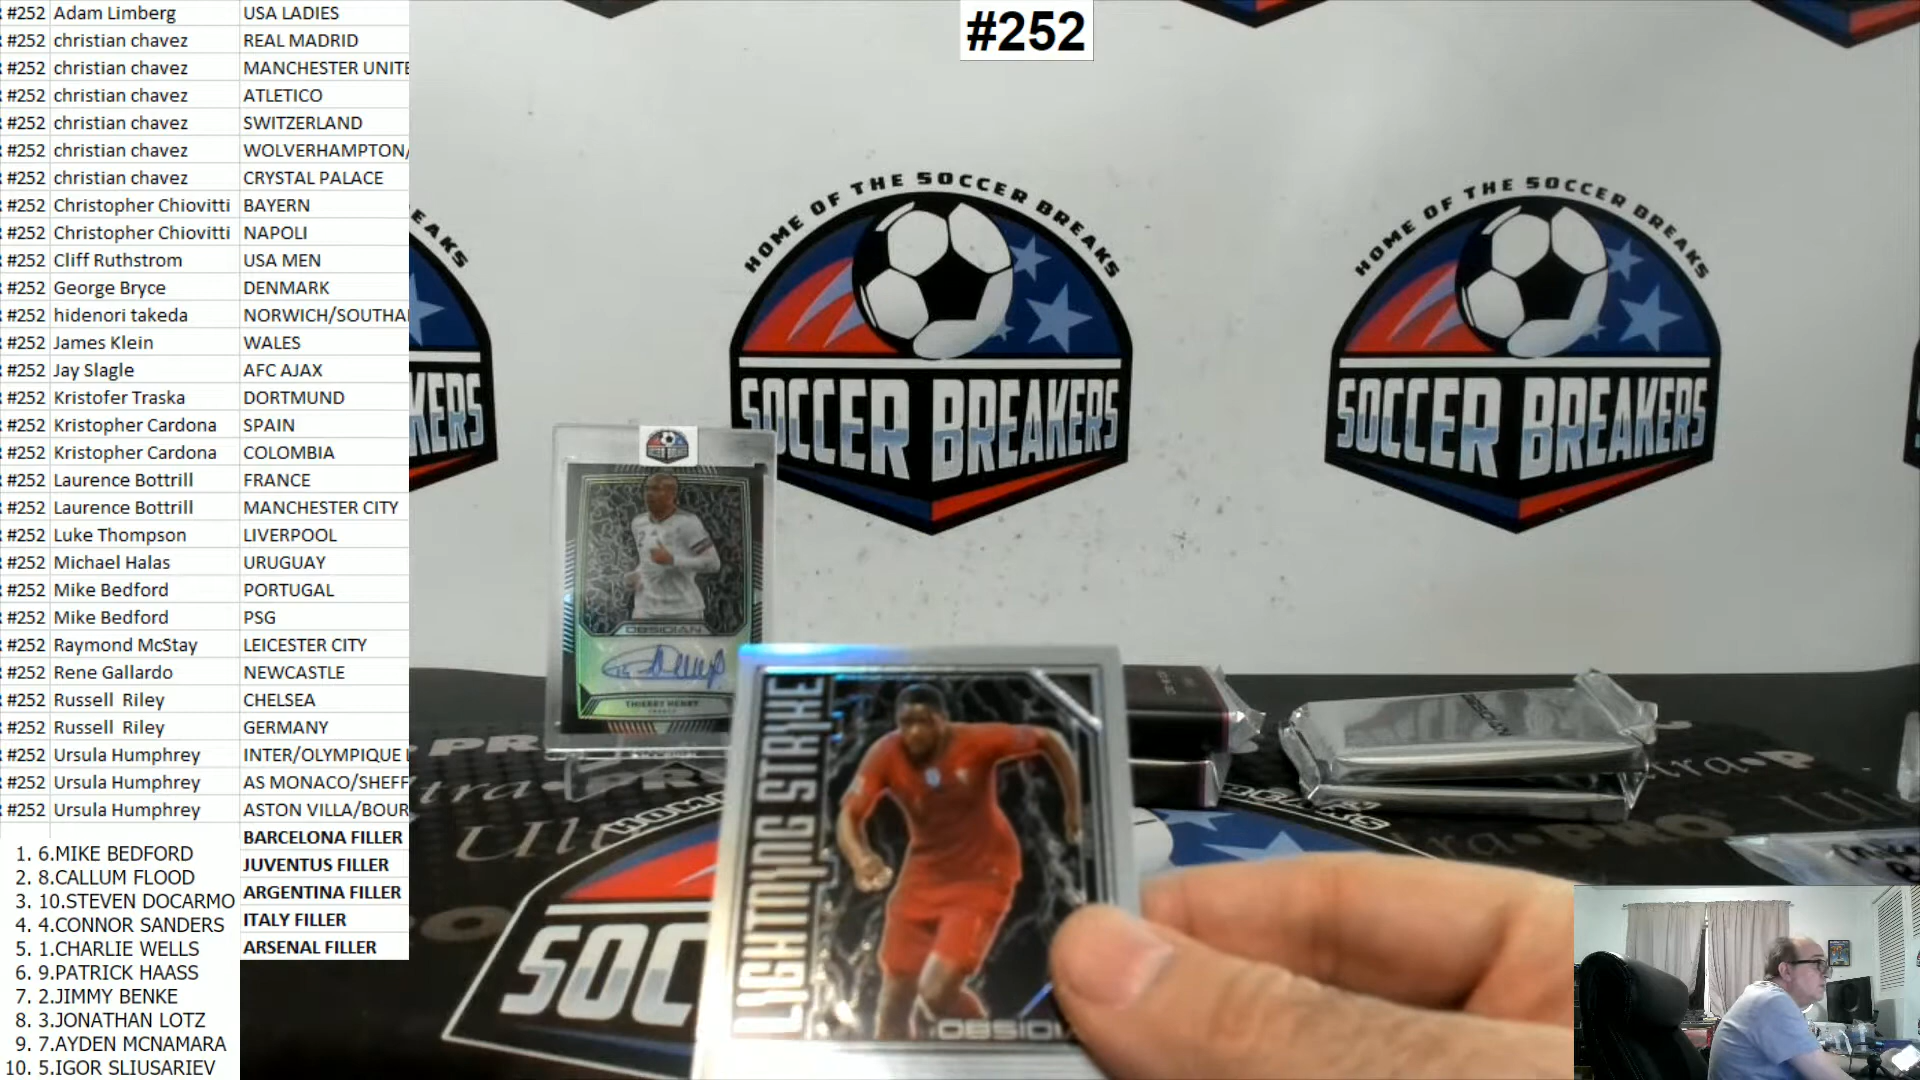 #252 Adam Limberg USA LADIES
#252 christian chavez REAL MADRID
#252 christian chavez MANCHESTER UNITE
#252 christian chavez ATLETICO
#252 christian chavez SWITZERLAND
#252 christian chavez WOLVERHAMPTON/
#252 christian chavez CRYSTAL PALACE
#252 Christopher Chiovitti BAYERN
#252 Christopher Chiovitti NAPOLI
#252 Cliff Ruthstrom USA MEN
#252 George Bryce DENMARK
#252 hidenori takeda NORWICH/SOUTHA
#252 James Klein WALES
#252 Jay Slagle AFC AJAX
#252 Kristofer Traska DORTMUND
#252 Kristopher Cardona SPAIN
#252 Kristopher Cardona COLOMBIA
#252 Laurence Bottrill FRANCE
#252 Laurence Bottrill MANCHESTER CITY
#252 Luke Thompson LIVERPOOL
#252 Michael Halas URUGUAY
#252 Mike Bedford PORTUGAL
#252 Mike Bedford PSG
#252 Raymond McStay LEICESTER CITY
#252 Rene Gallardo NEWCASTLE
#252 Russell Riley CHELSEA
#252 Russell Riley GERMANY
#252 Ursula Humphrey INTER/OLYMPIQUE L
#252 Ursula Humphrey AS MONACO/SHEFF
#252 Ursula Humphrey ASTON VILLA/BOUR
BARCELONA FILLER
JUVENTUS FILLER
ARGENTINA FILLER
ITALY FILLER
ARSENAL FILLER
1. 6.MIKE BEDFORD
2. 8.CALLUM FLOOD
3. 10.STEVEN DOCARMO
4. 4.CONNOR SANDERS
5. 1.CHARLIE WELLS
6. 9.PATRICK HAASS
7. 2.JIMMY BENKE
8. 3.JONATHAN LOTZ
9. 7.AYDEN MCNAMARA
10. 5.IGOR SLIUSARIEV
#252
EAKS
KERS
HOME OF THE SOCCER BREAKS
SOCCER BREAKERS
HOME OF THE SOCCER BREAKS
SOCCER BREAKERS
SOCCER BREAKERS
OBSIDIAN
THIERRY HENRY
FRANCE
LIGHTNING STRIKE
OBSIDI
OBSIDIAN
SOC